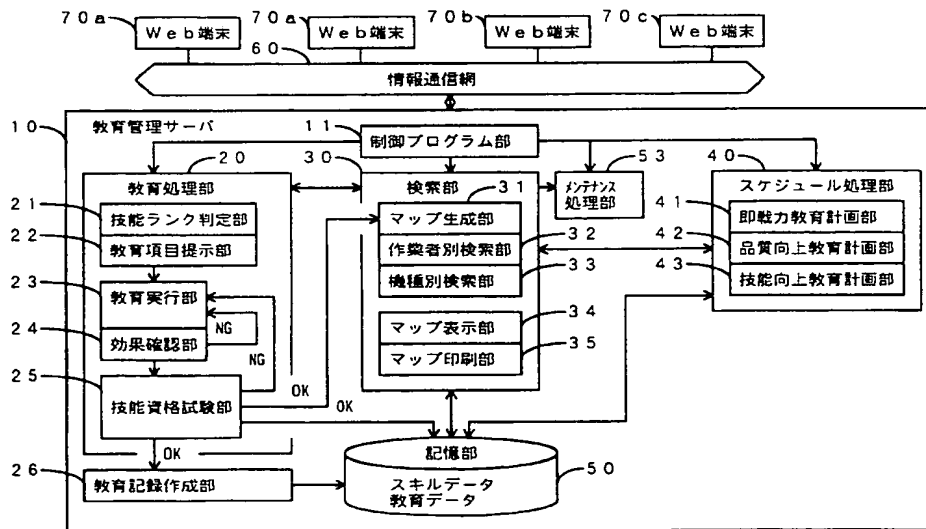 70a 70a 70b 70c
Web端末 Web端末 Web端末 Web端末
60
情報通信網
10 教育管理サーバ 11
制御プログラム部
20 30 53 40
教育処理部 検索部 メンテナンス処理部 スケジュール処理部
21 技能ランク判定部
22 教育項目提示部
23 教育実行部
NG
24 効果確認部
NG
25 技能資格試験部
OK
OK
OK
26 教育記録作成部
31 マップ生成部
作業者別検索部 32
機種別検索部 33
マップ表示部 34
マップ印刷部 35
41 即戦力教育計画部
42 品質向上教育計画部
43 技能向上教育計画部
記憶部
スキルデータ
教育データ
50